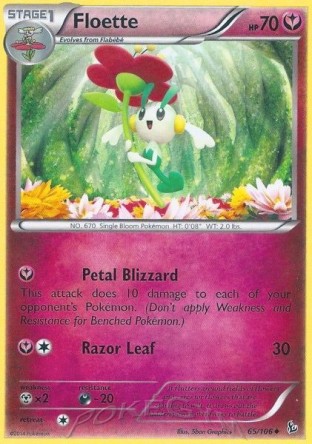 STAGE1
Floette
HP70
Evolves from Flabébé
NO. 670 Single Bloom Pokémon HT: 0'08" WT: 2.0 lbs.
Petal Blizzard
This attack does 10 damage to each of your
opponent's Pokémon. (Don't apply Weakness and
Resistance for Benched Pokémon.)
Razor Leaf 30
weakness resistance
×2 -20
Illus. 5ban Graphics 65/106